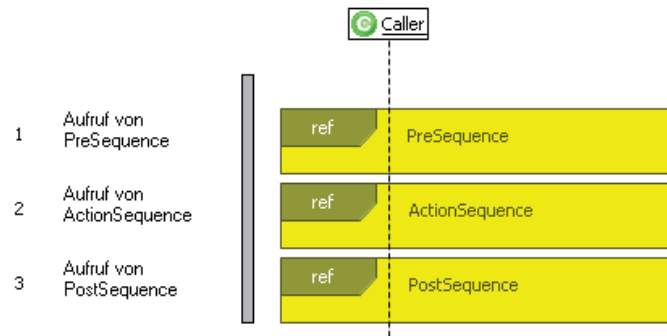 Caller
1 Aufruf von
PreSequence
ref PreSequence
2 Aufruf von
ActionSequence
ref ActionSequence
3 Aufruf von
PostSequence
ref PostSequence